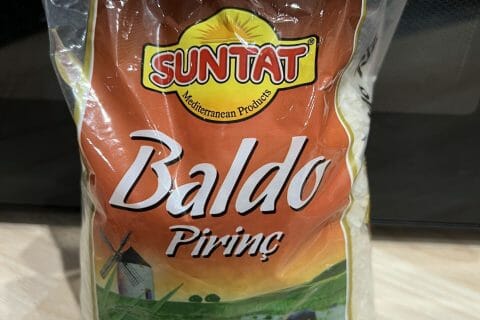 SUNTAT®
Mediterranean Products
Baldo
Pirinç